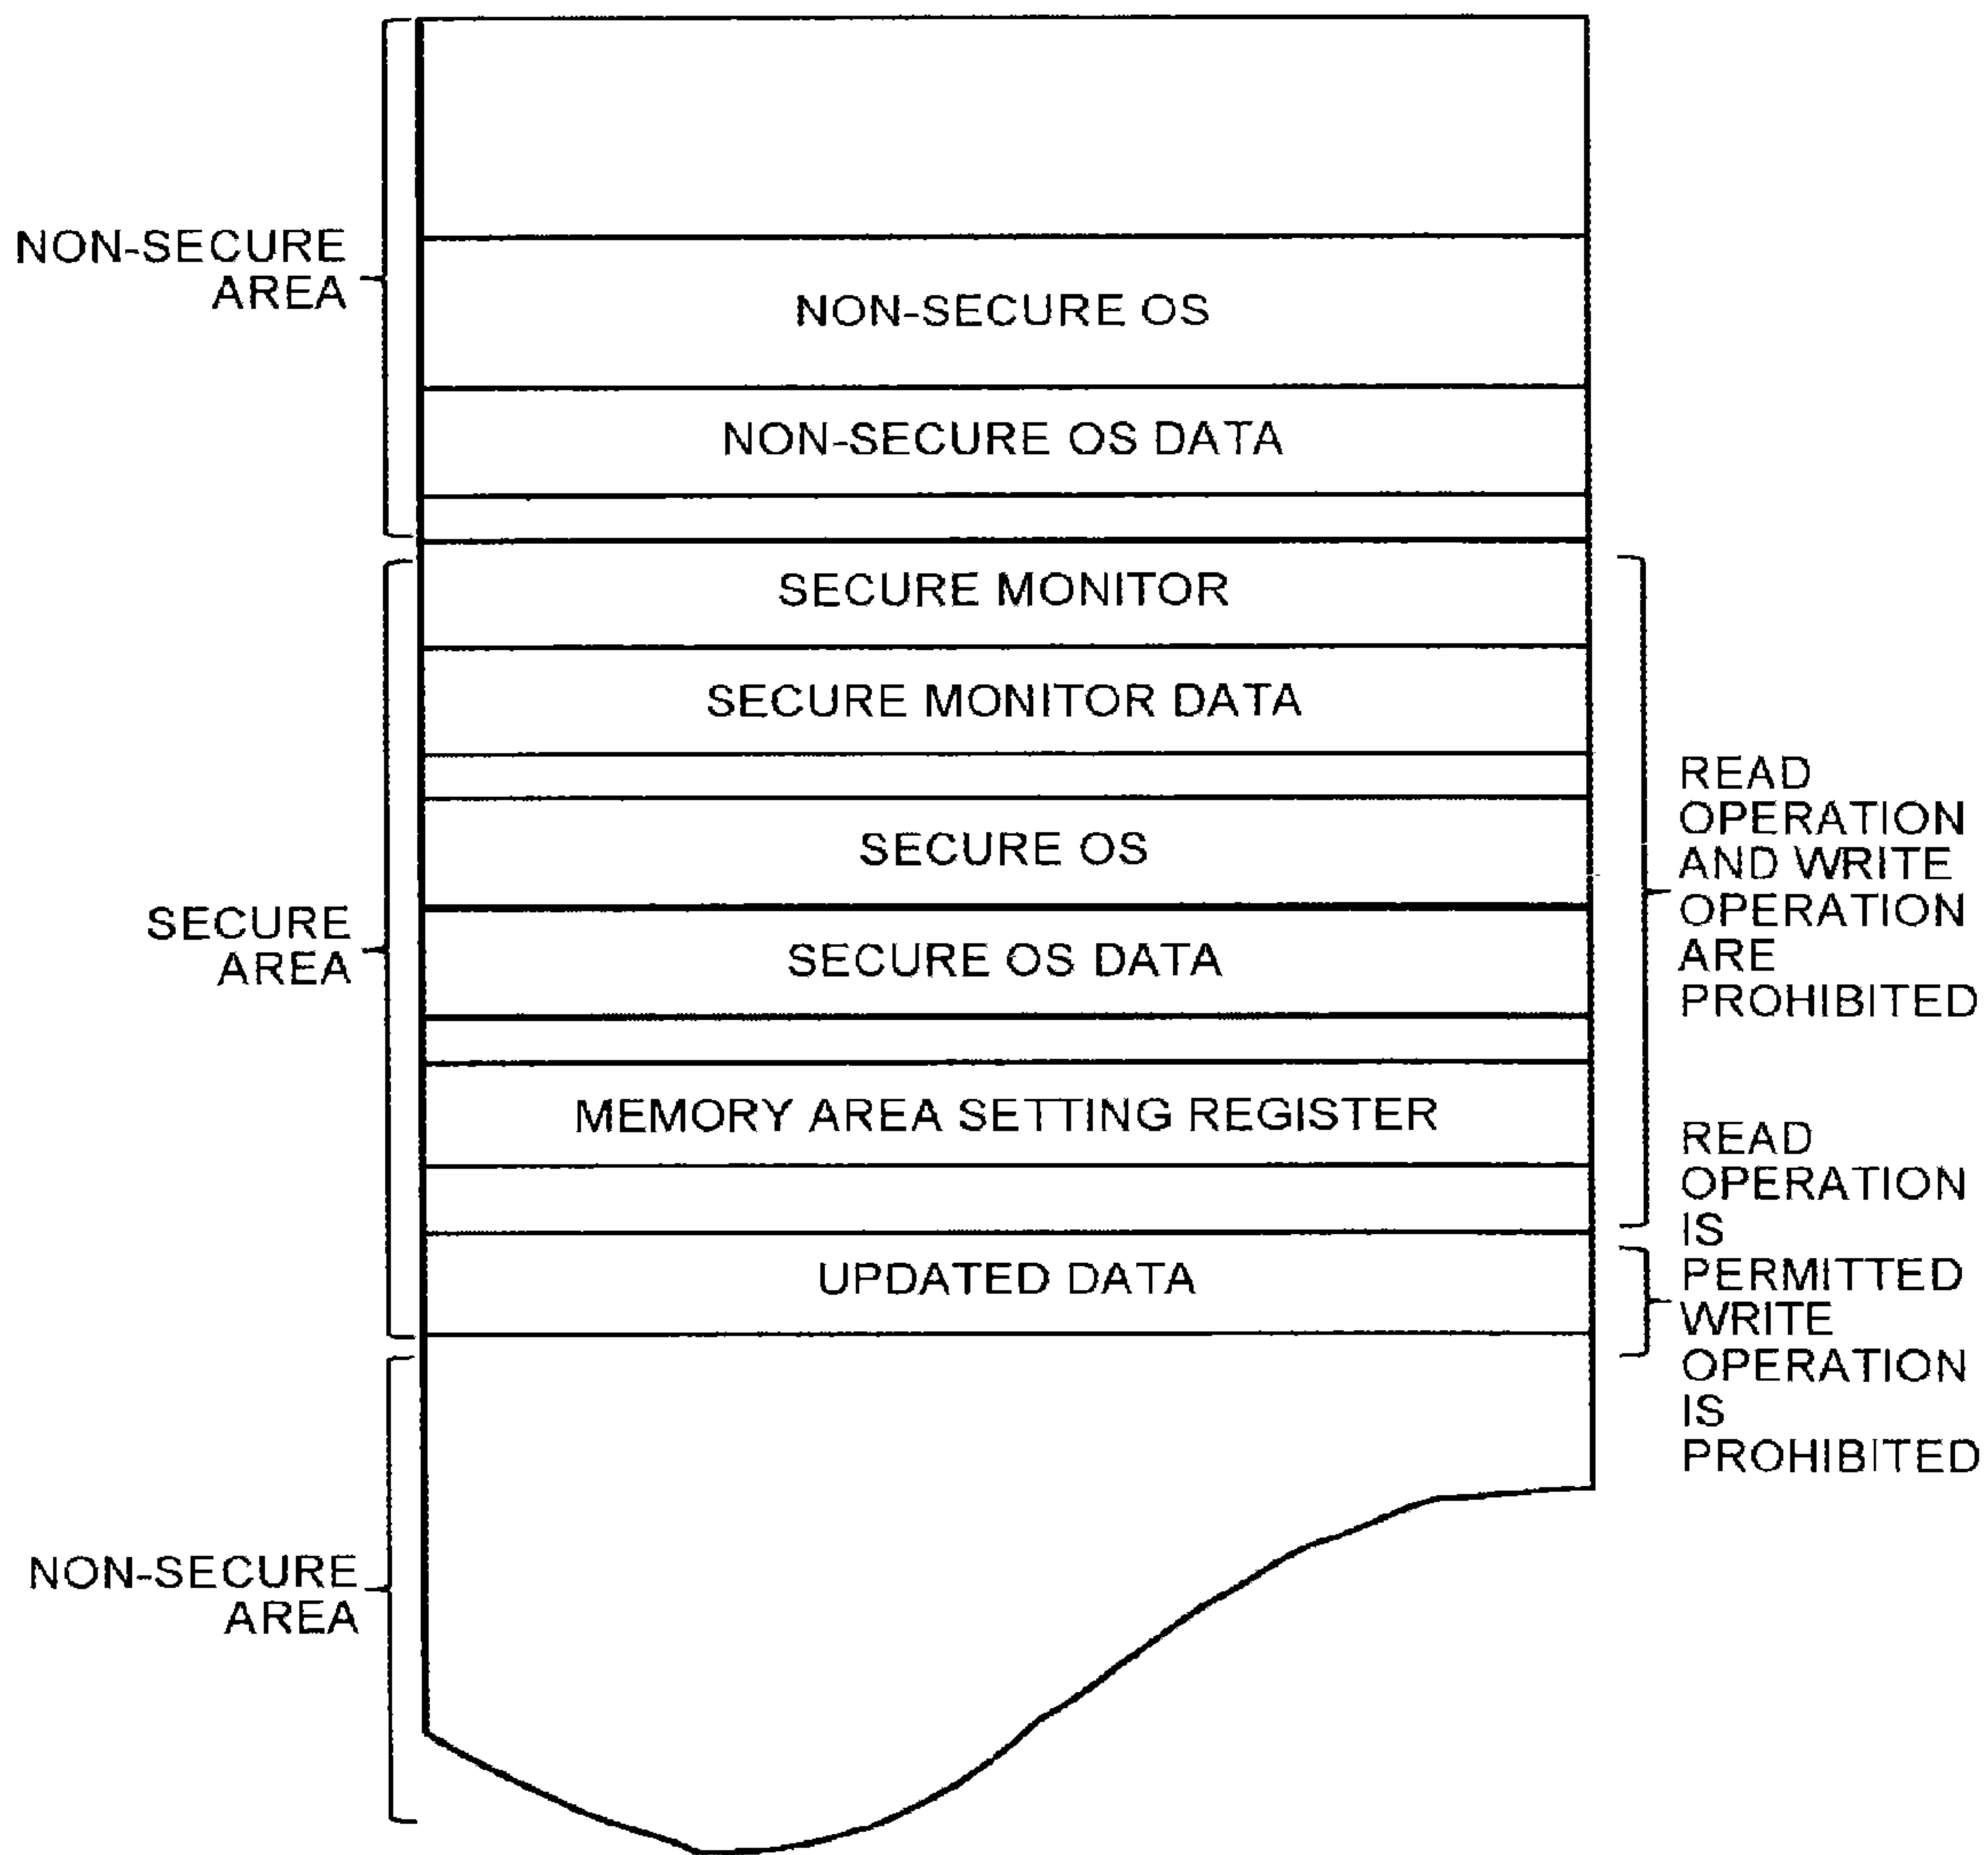 NON-SECURE
AREA
NON-SECURE OS
NON-SECURE OS DATA
SECURE MONITOR
SECURE MONITOR DATA
SECURE OS
SECURE OS DATA
MEMORY AREA SETTING REGISTER
UPDATED DATA
SECURE
AREA
READ
OPERATION
AND WRITE
OPERATION
ARE
PROHIBITED
READ
OPERATION
IS
PERMITTED
WRITE
OPERATION
IS
PROHIBITED
NON-SECURE
AREA